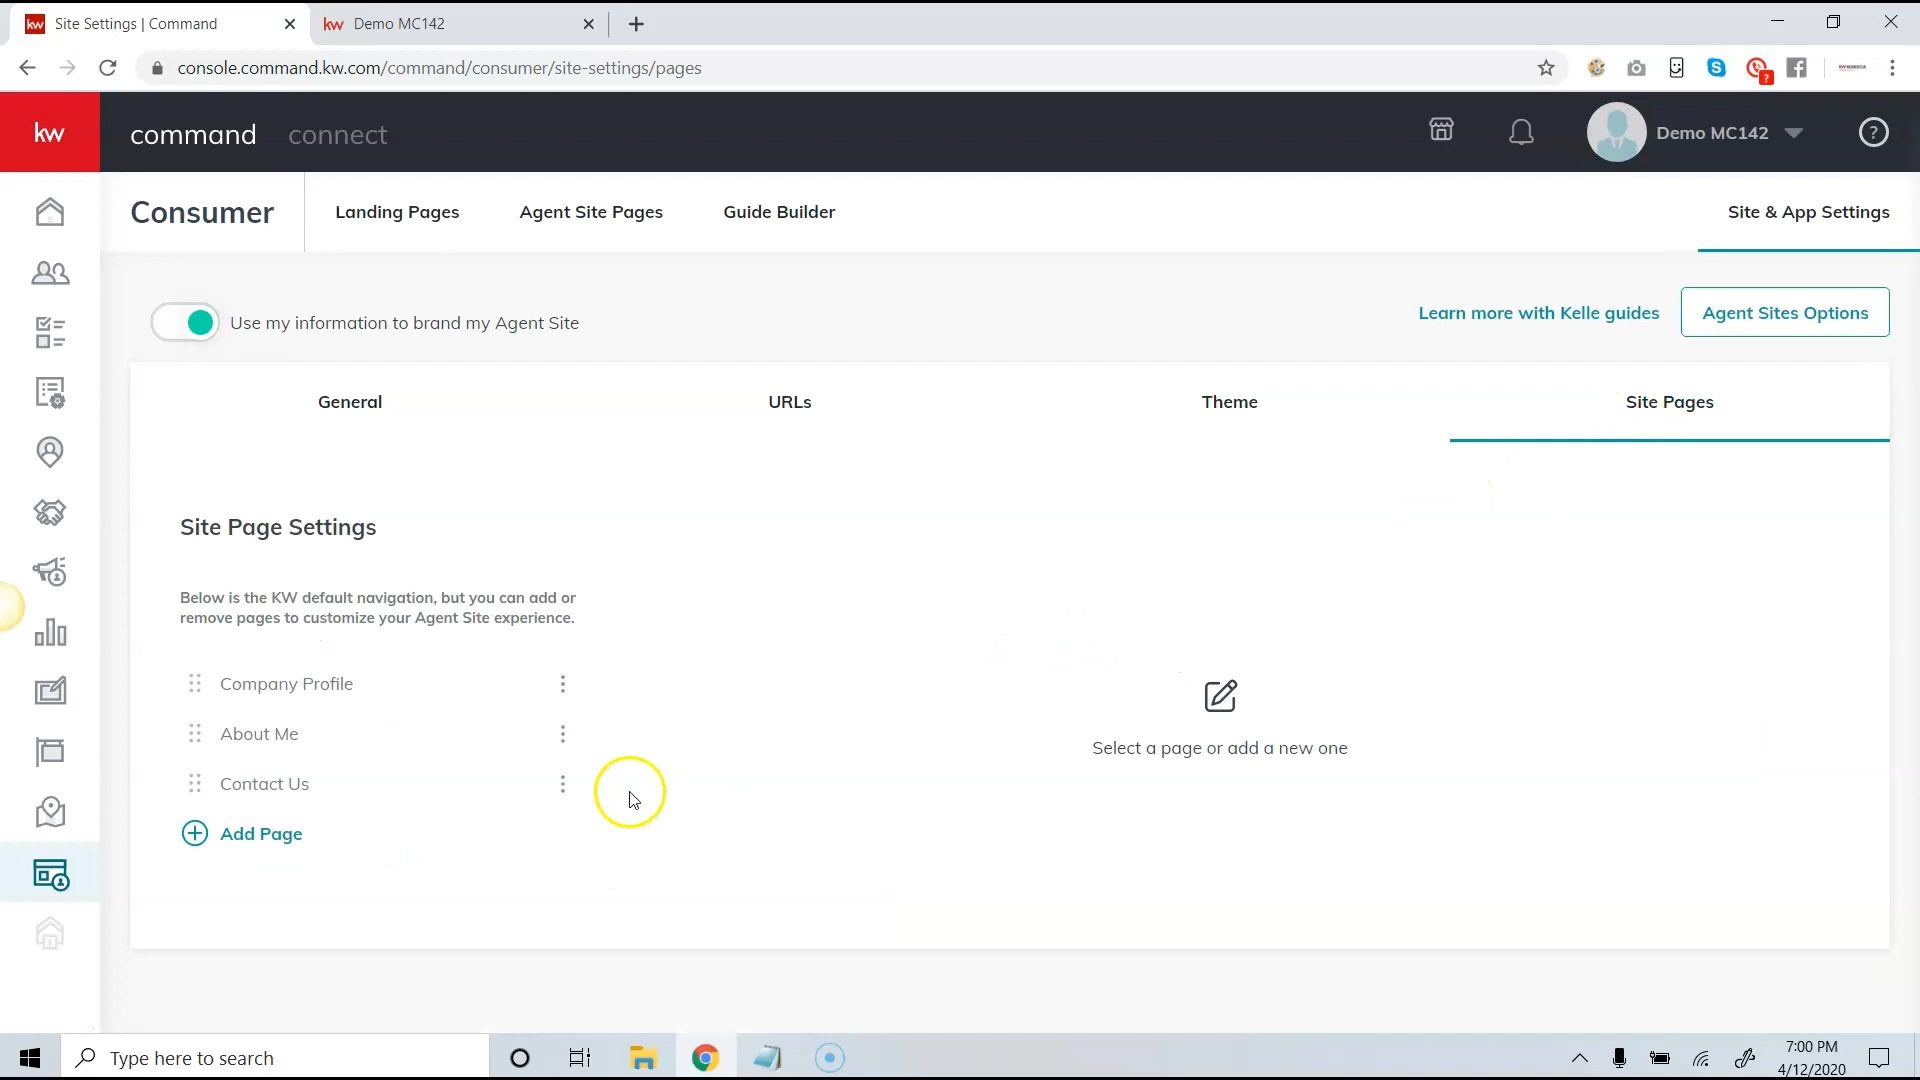 kw Site Settings | Command
kw Demo MC142
console.command.kw.com/command/consumer/site-settings/pages
kw command connect Demo MC142
Consumer Landing Pages Agent Site Pages Guide Builder Site & App Settings
Use my information to brand my Agent Site Learn more with Kelle guides Agent Sites Options
General URLs Theme Site Pages
Site Page Settings
Below is the KW default navigation, but you can add or
remove pages to customize your Agent Site experience.
Company Profile
About Me
Contact Us
Add Page
Select a page or add a new one
Type here to search
7:00 PM
4/12/2020